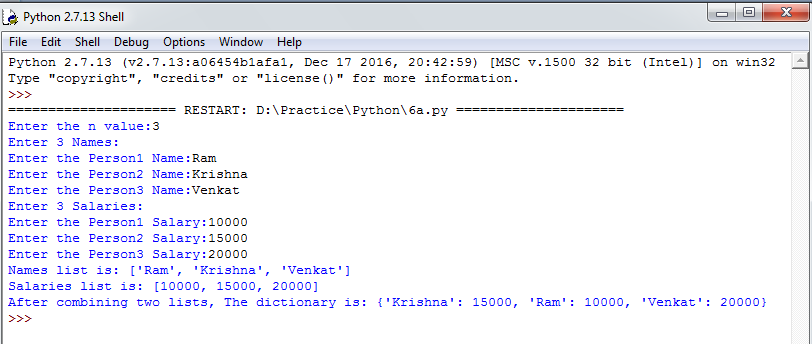 Python 2.7.13 Shell
File Edit Shell Debug Options Window Help
Python 2.7.13 (v2.7.13:a06454b1afa1, Dec 17 2016, 20:42:59) [MSC v.1500 32 bit (Intel)] on win32
Type "copyright", "credits" or "license()" for more information.
>>>
===================== RESTART: D:\Practice\Python\6a.py =====================
Enter the n value:3
Enter 3 Names:
Enter the Person1 Name:Ram
Enter the Person2 Name:Krishna
Enter the Person3 Name:Venkat
Enter 3 Salaries:
Enter the Person1 Salary:10000
Enter the Person2 Salary:15000
Enter the Person3 Salary:20000
Names list is: ['Ram', 'Krishna', 'Venkat']
Salaries list is: [10000, 15000, 20000]
After combining two lists, The dictionary is: {'Krishna': 15000, 'Ram': 10000, 'Venkat': 20000}
>>>